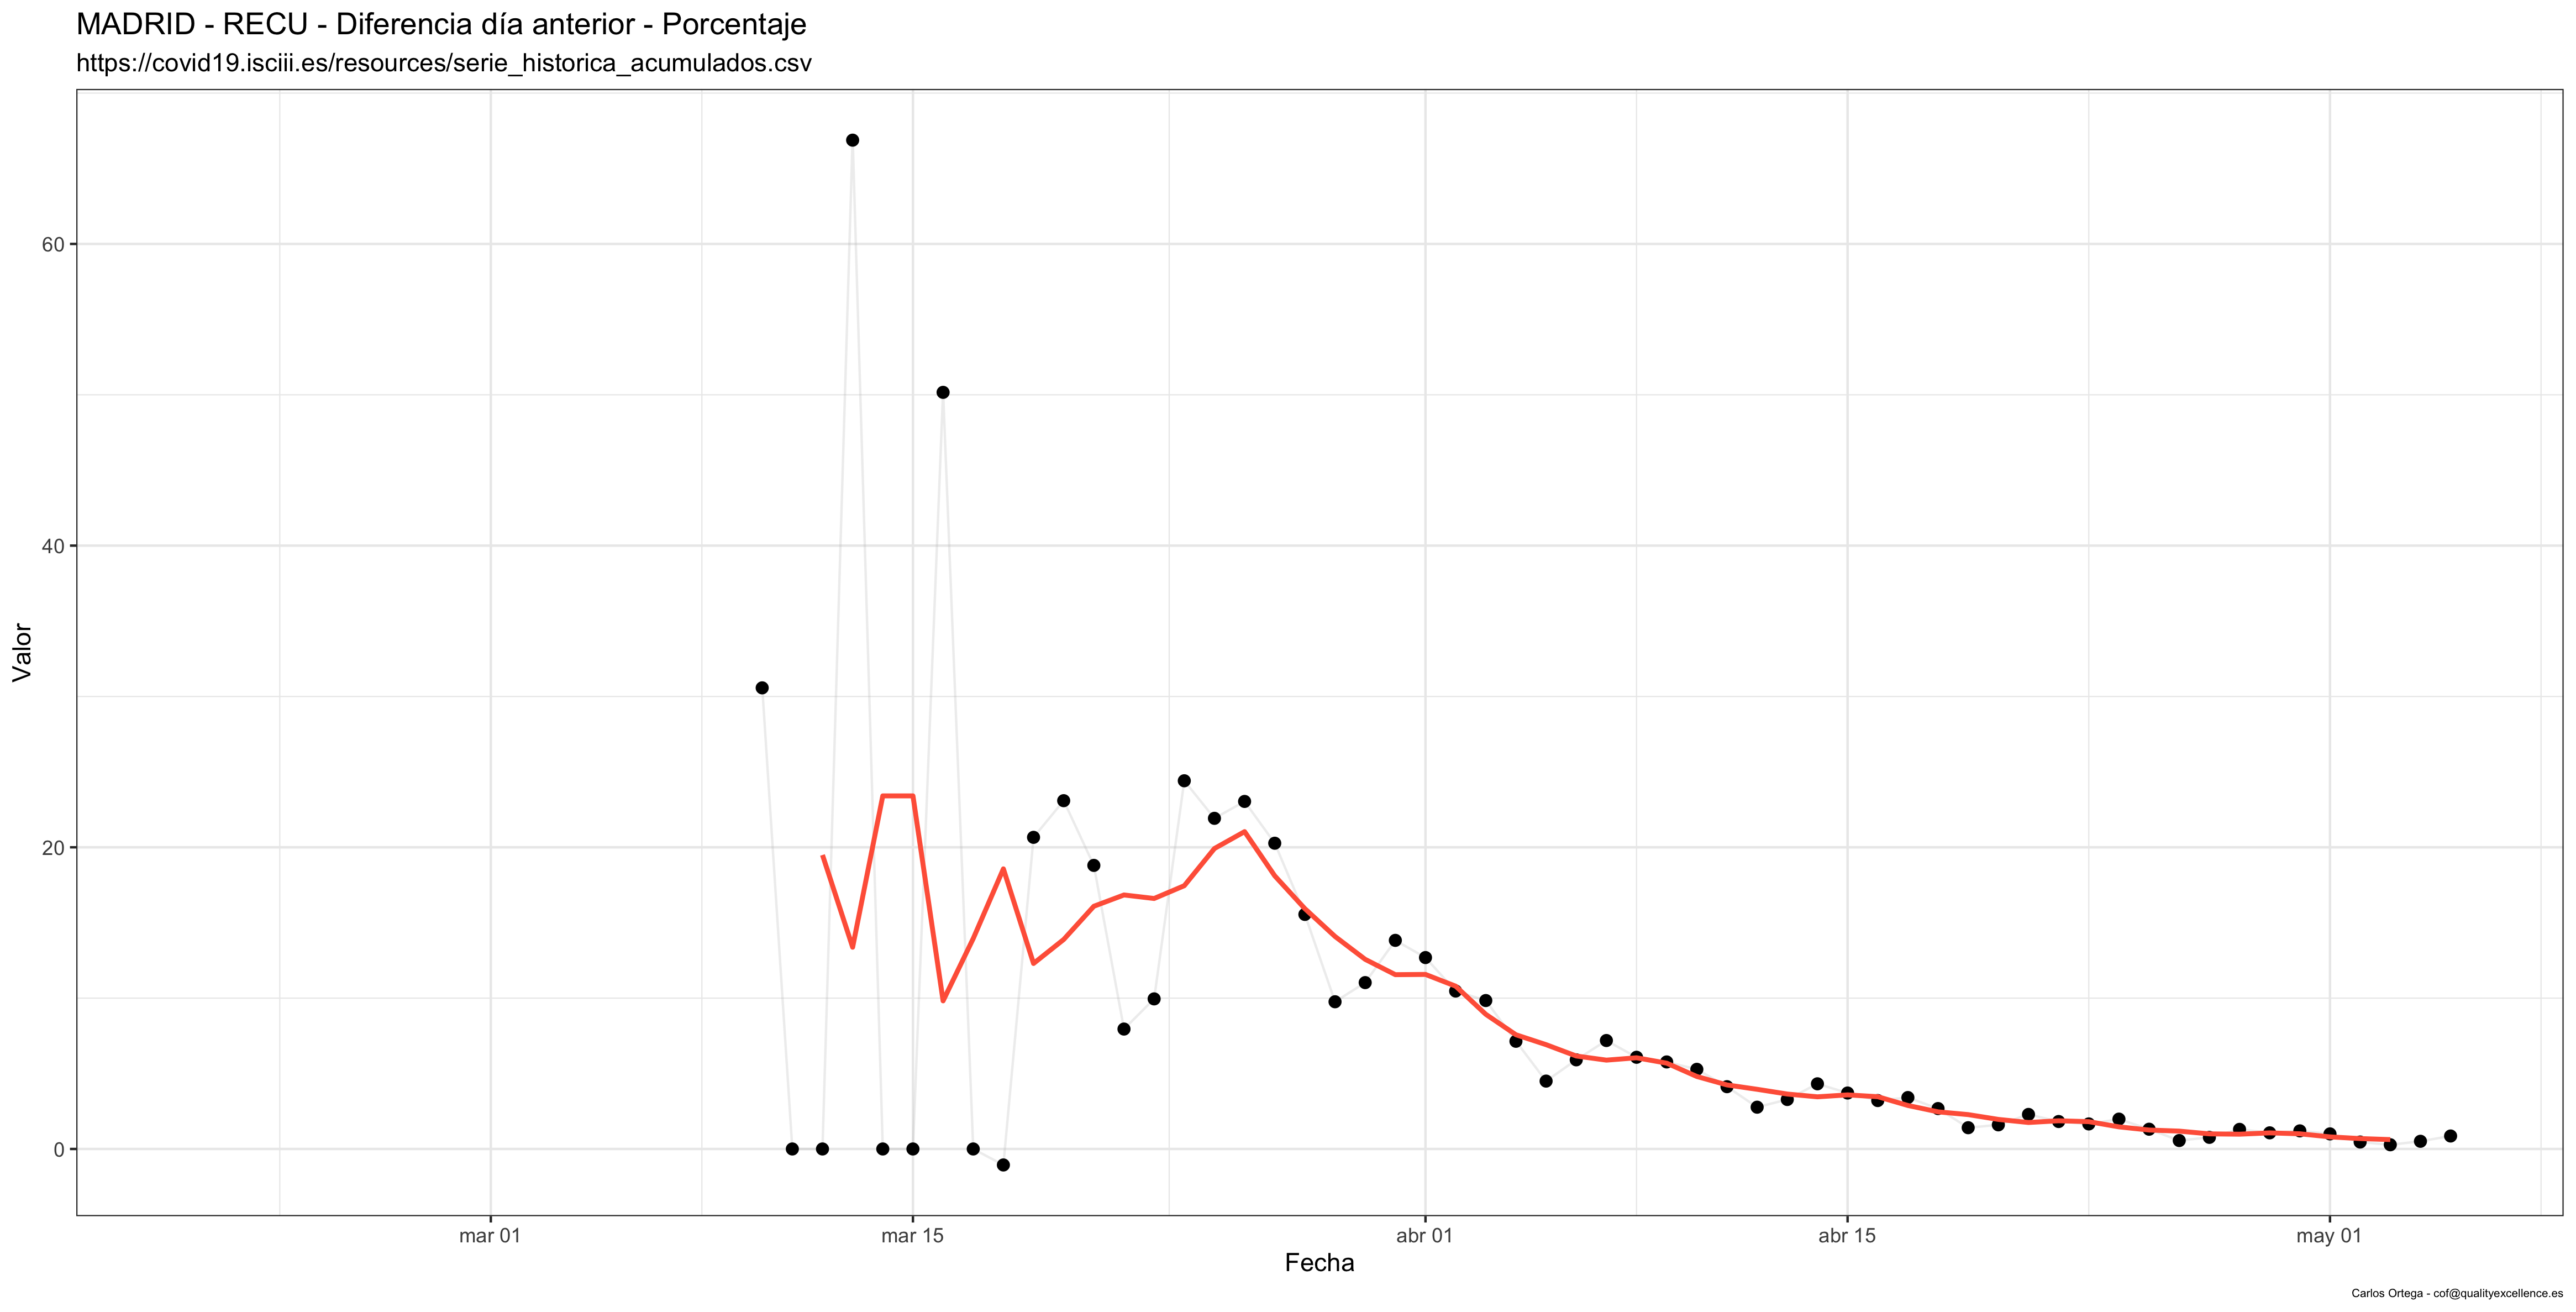 MADRID - RECU - Diferencia día anterior - Porcentaje
https://covid19.isciii.es/resources/serie_historica_acumulados.csv
60
40
20
0
Valor
mar 01
mar 15
abr 01
abr 15
may 01
Fecha
Carlos Ortega - cof@qualityexcellence.es